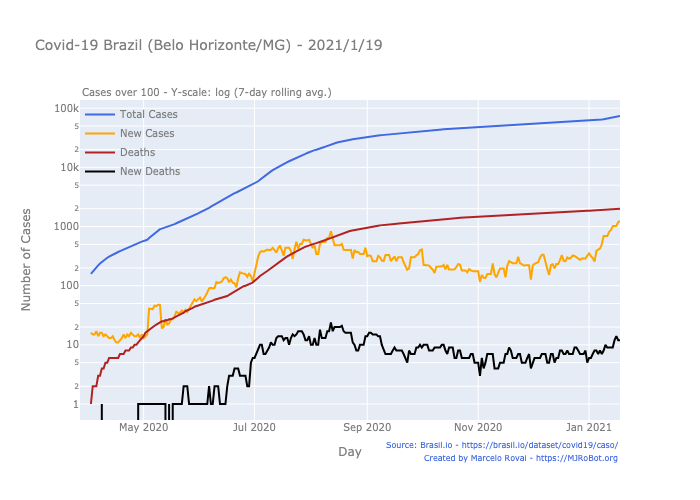 Covid-19 Brazil (Belo Horizonte/MG) - 2021/1/19
Cases over 100 - Y-scale: log (7-day rolling avg.)
Total Cases
New Cases
Deaths
New Deaths
Number of Cases
100k
5
2
10k
5
2
1000
5
2
100
5
2
10
5
2
1
May 2020
Jul 2020
Sep 2020
Nov 2020
Jan 2021
Day
Source: Brasil.io - https://brasil.io/dataset/covid19/caso/
Created by Marcelo Rovai - https://MJRoBot.org